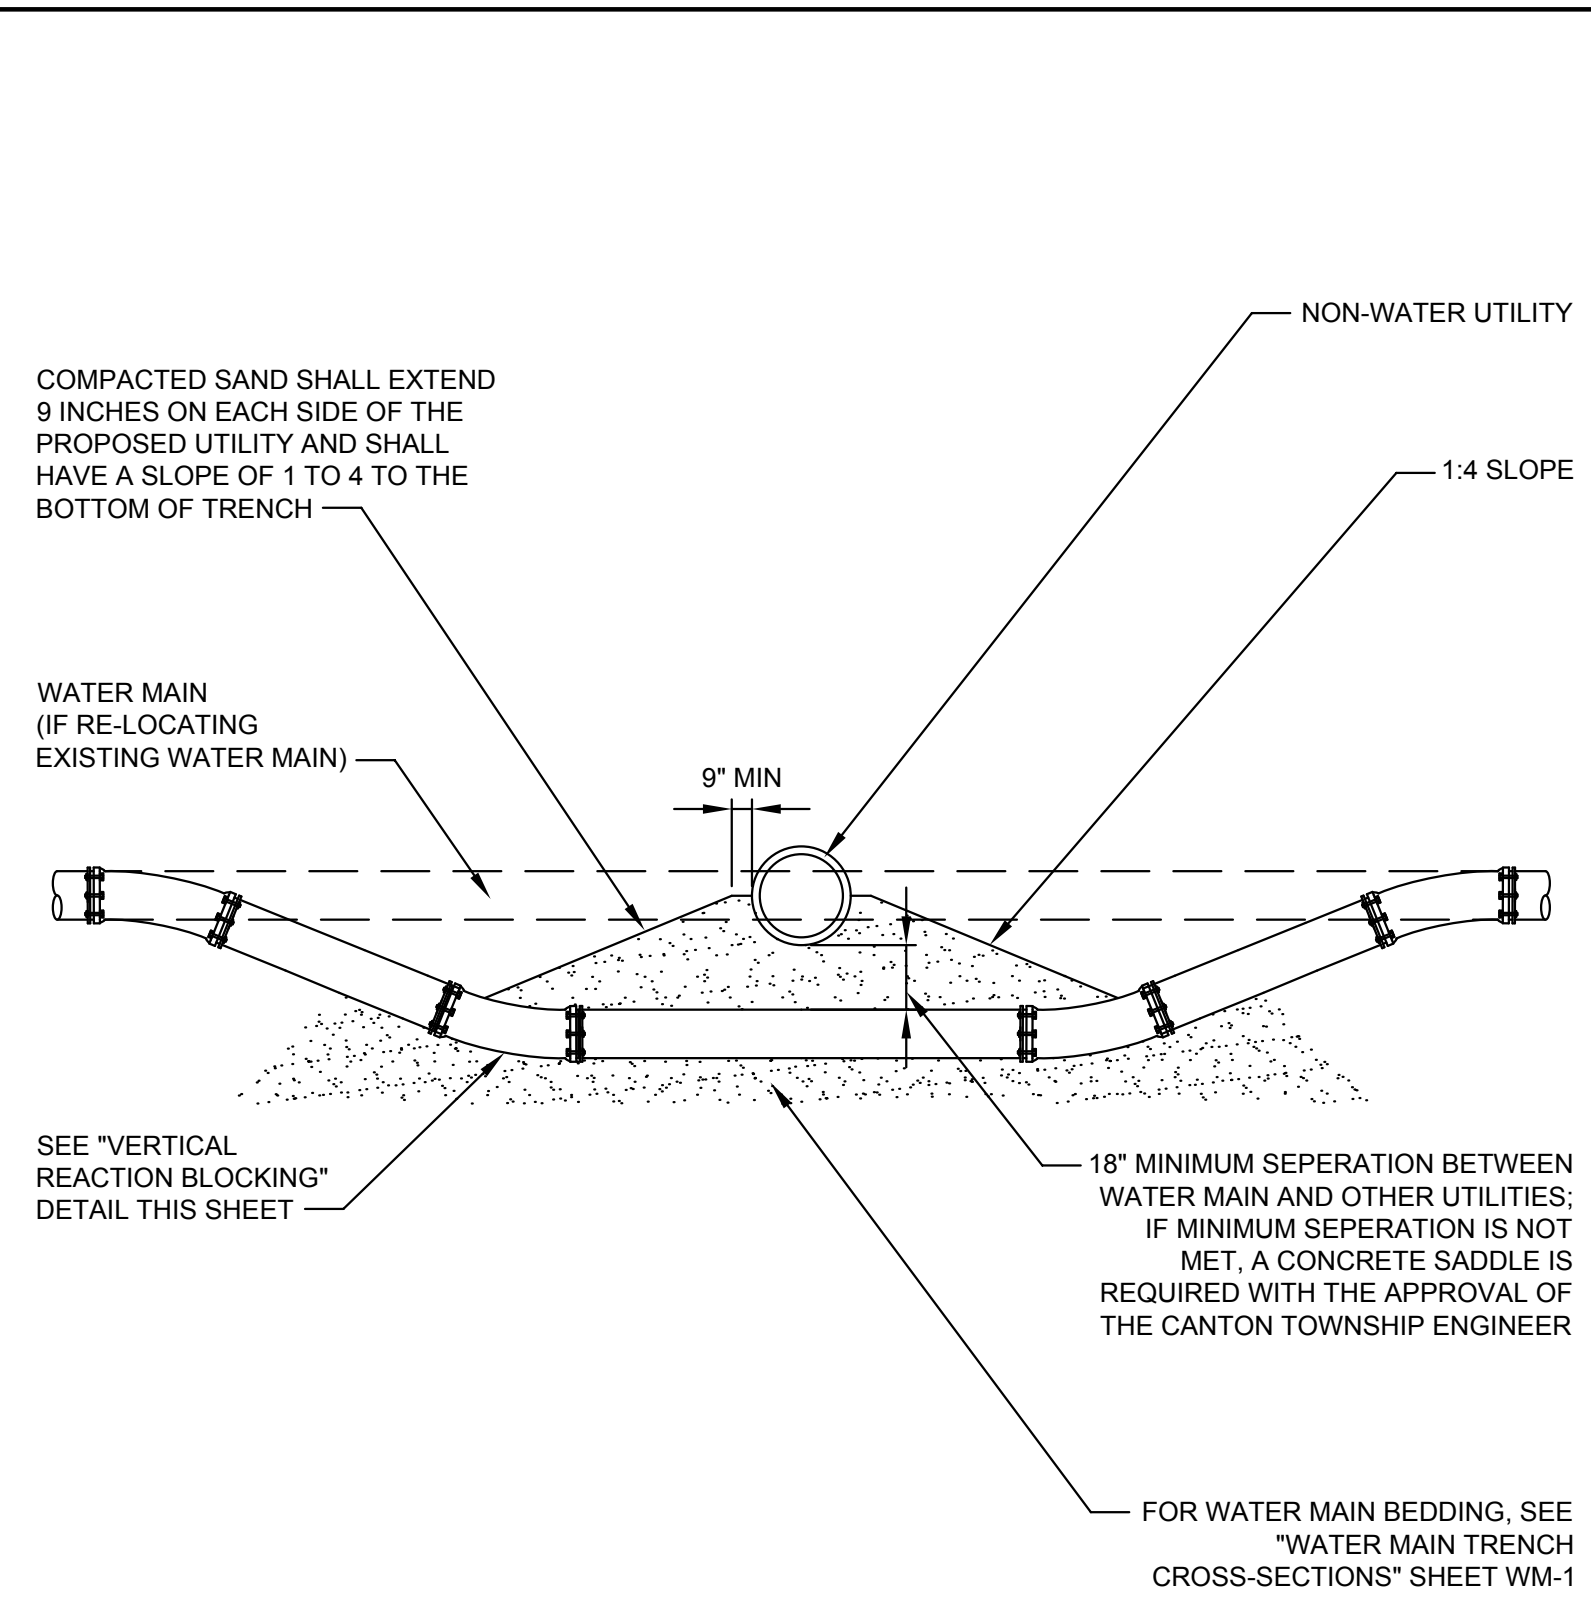 NON-WATER UTILITY
COMPACTED SAND SHALL EXTEND
9 INCHES ON EACH SIDE OF THE
PROPOSED UTILITY AND SHALL
HAVE A SLOPE OF 1 TO 4 TO THE
BOTTOM OF TRENCH
1:4 SLOPE
WATER MAIN
(IF RE-LOCATING
EXISTING WATER MAIN)
9" MIN
SEE "VERTICAL
REACTION BLOCKING"
DETAIL THIS SHEET
18" MINIMUM SEPERATION BETWEEN
WATER MAIN AND OTHER UTILITIES;
IF MINIMUM SEPERATION IS NOT
MET, A CONCRETE SADDLE IS
REQUIRED WITH THE APPROVAL OF
THE CANTON TOWNSHIP ENGINEER
FOR WATER MAIN BEDDING, SEE
"WATER MAIN TRENCH
CROSS-SECTIONS" SHEET WM-1